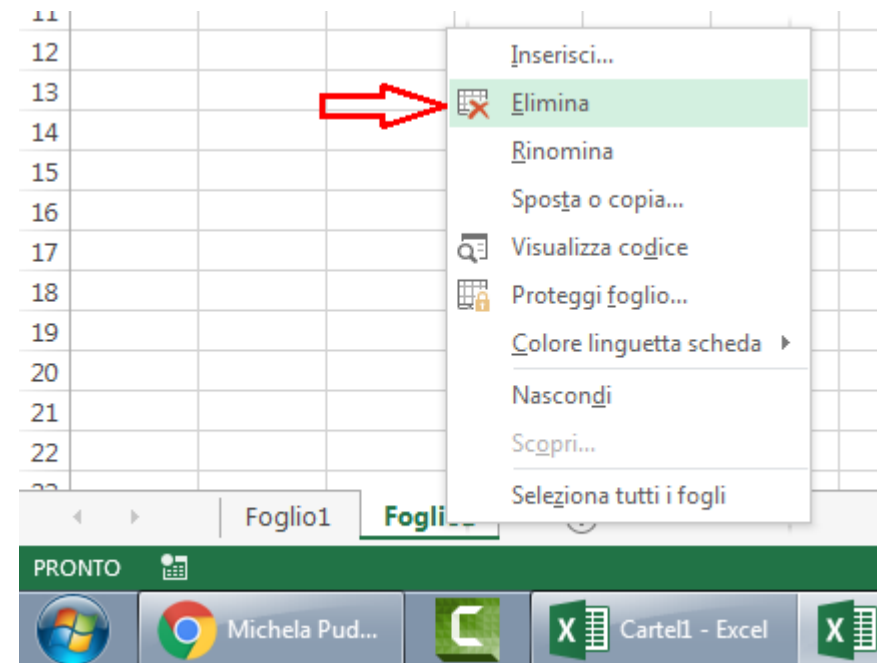 11
12
13
14
15
16
17
18
19
20
21
22
Inserisci...
Elimina
Rinomina
Sposta o copia...
Visualizza codice
Proteggi foglio...
Colore linguetta scheda
Nascondi
Scopri...
Seleziona tutti i fogli
Foglio1
PRONTO
Michela Pud...
Cartel1 - Excel